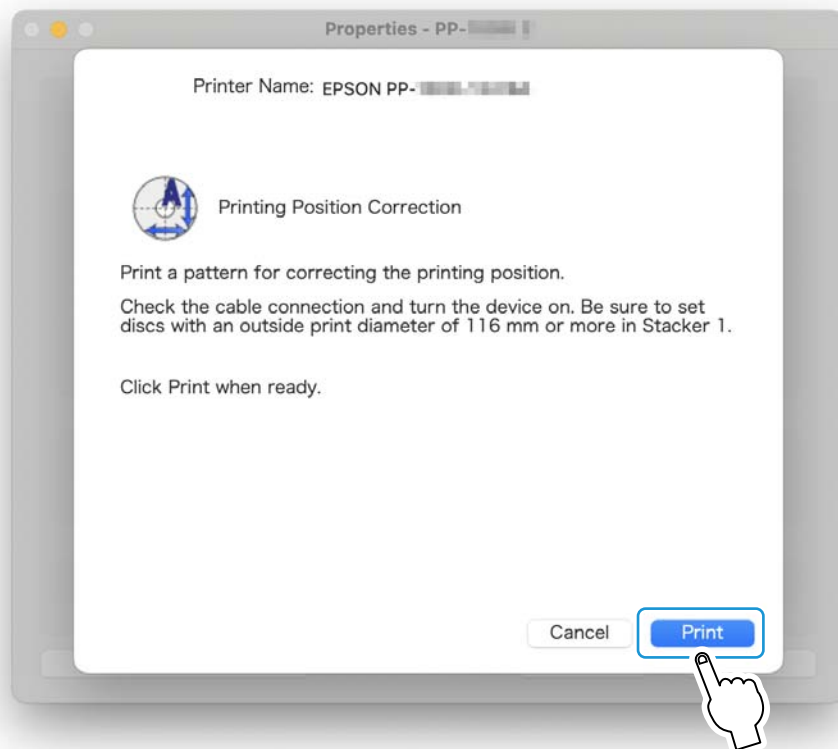 Properties - PP-
Printer Name: EPSON PP-
Printing Position Correction
Print a pattern for correcting the printing position.
Check the cable connection and turn the device on. Be sure to set
discs with an outside print diameter of 116 mm or more in Stacker 1.
Click Print when ready.
Cancel Print